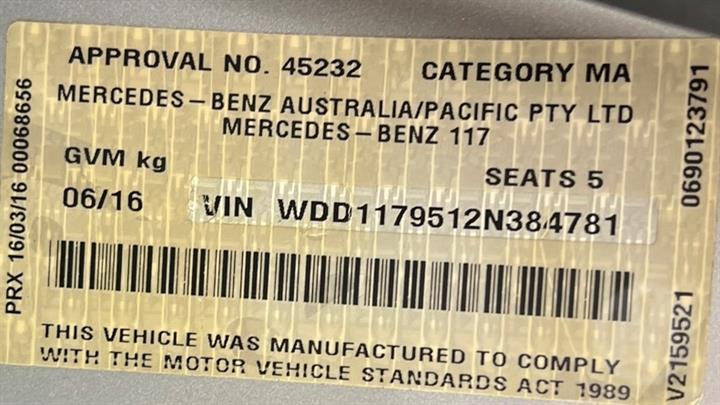 APPROVAL NO. 45232 CATEGORY MA
MERCEDES-BENZ AUSTRALIA/PACIFIC PTY LTD
MERCEDES-BENZ 117
GVM kg SEATS 5
06/16 VIN WDD1179512N384781
THIS VEHICLE WAS MANUFACTURED TO COMPLY
WITH THE MOTOR VEHICLE STANDARDS ACT 1989
PRX 16/03/16 00068656
0690123791
V2159521